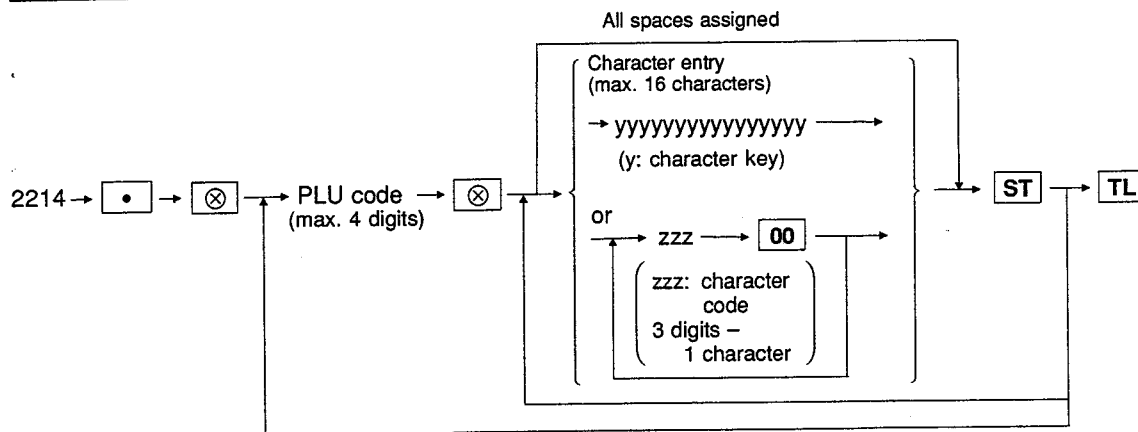 All spaces assigned
Character entry
(max. 16 characters)
yyyyyyyyyyyyyyyy
(y: character key)
2214 • ⊗ PLU code ⊗ ST TL
(max. 4 digits)
or
zzz 00
zzz: character
code
3 digits –
1 character